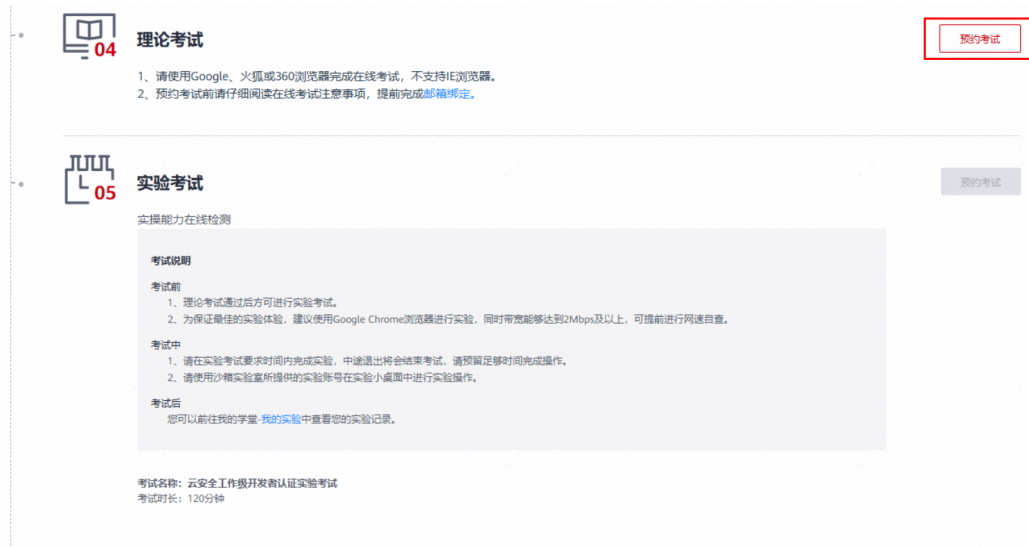 04
理论考试
预约考试
1、请使用Google、火狐或360浏览器完成在线考试，不支持IE浏览器。
2、预约考试前请仔细阅读在线考试注意事项，提前完成邮箱绑定。
05
实验考试
预约考试
实操能力在线检测
考试说明
考试前
1、理论考试通过后方可进行实验考试。
2、为保证最佳的实验体验，建议使用Google Chrome浏览器进行实验，同时带宽能够达到2Mbps及以上，可提前进行网速自查。
考试中
1、请在实验考试要求时间内完成实验，中途退出将会结束考试，请预留足够时间完成操作。
2、请使用沙箱实验室所提供的实验账号在实验小桌面中进行实验操作。
考试后
您可以前往我的学堂-我的实验中查看您的实验记录。
考试名称：云安全工作级开发者认证实验考试
考试时长：120分钟